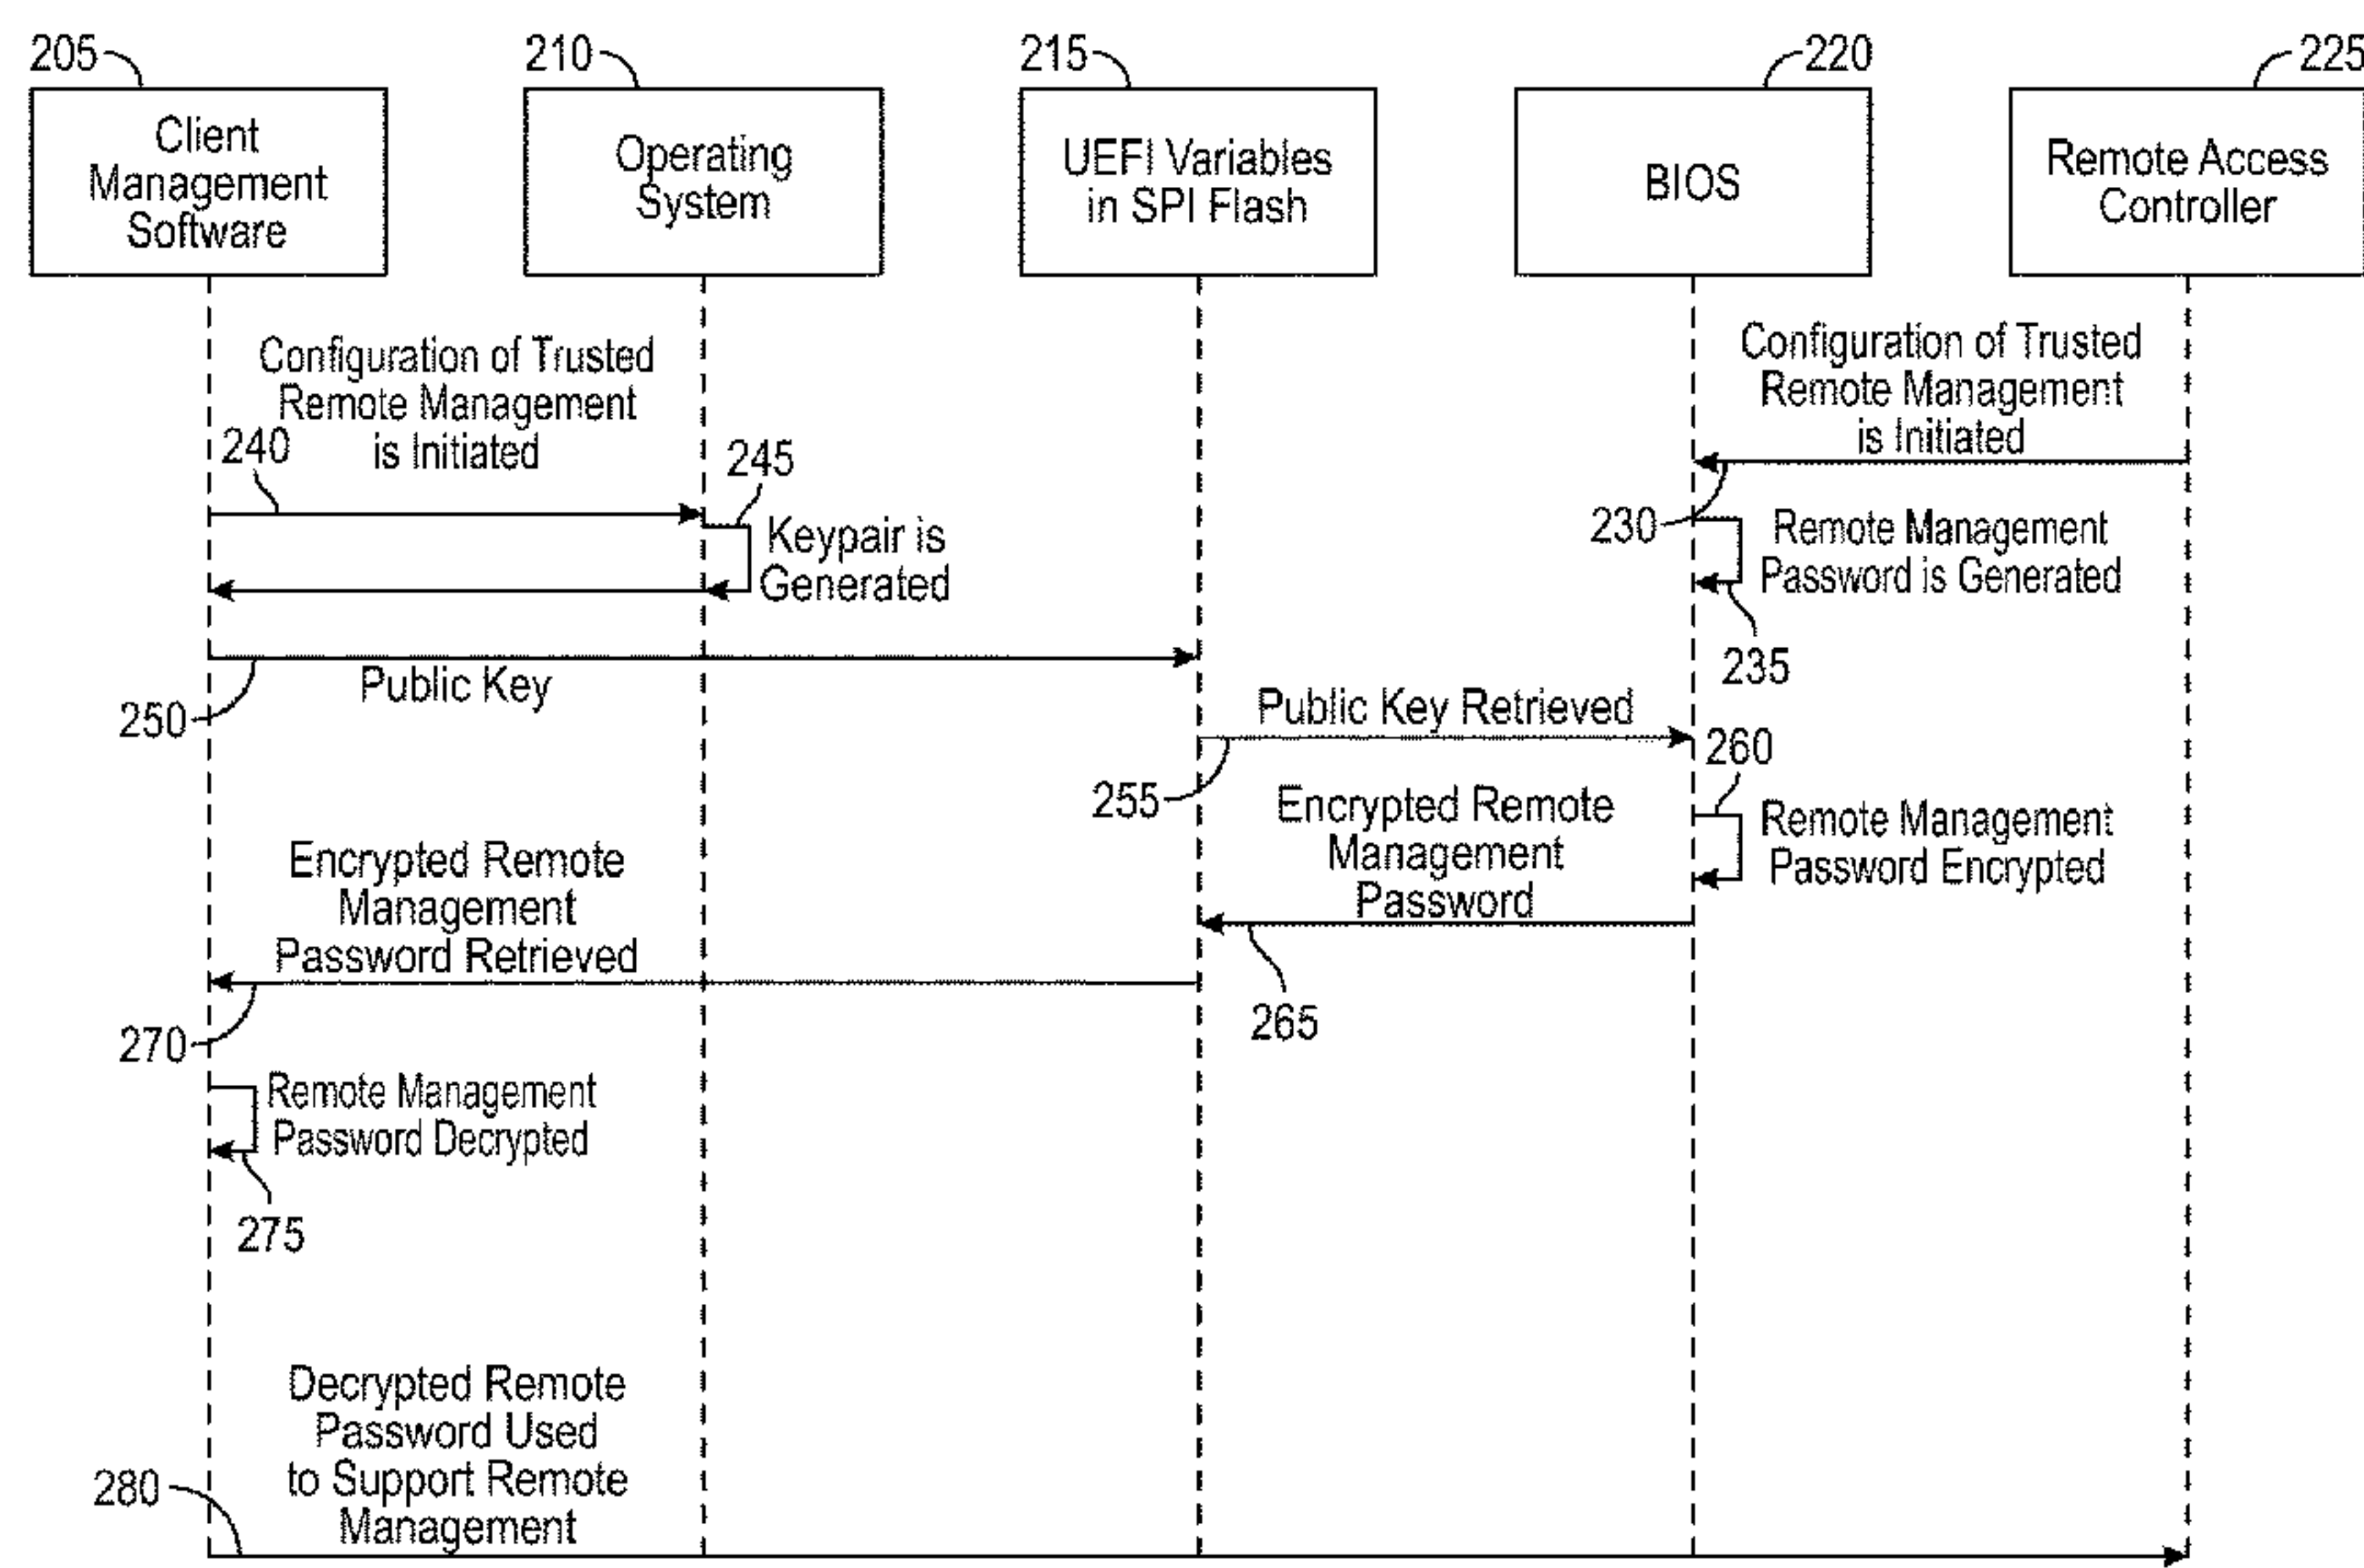 205
210
215
220
225
Client
Management
Software
Operating
System
UEFI Variables
in SPI Flash
BIOS
Remote Access
Controller
Configuration of Trusted
Remote Management
is Initiated
240
245
Keypair is
Generated
Configuration of Trusted
Remote Management
is Initiated
230
Remote Management
Password is Generated
235
Public Key
250
Public Key Retrieved
255
260
Remote Management
Password Encrypted
Encrypted Remote
Management
Password
265
Encrypted Remote
Management
Password Retrieved
270
Remote Management
Password Decrypted
275
Decrypted Remote
Password Used
to Support Remote
Management
280